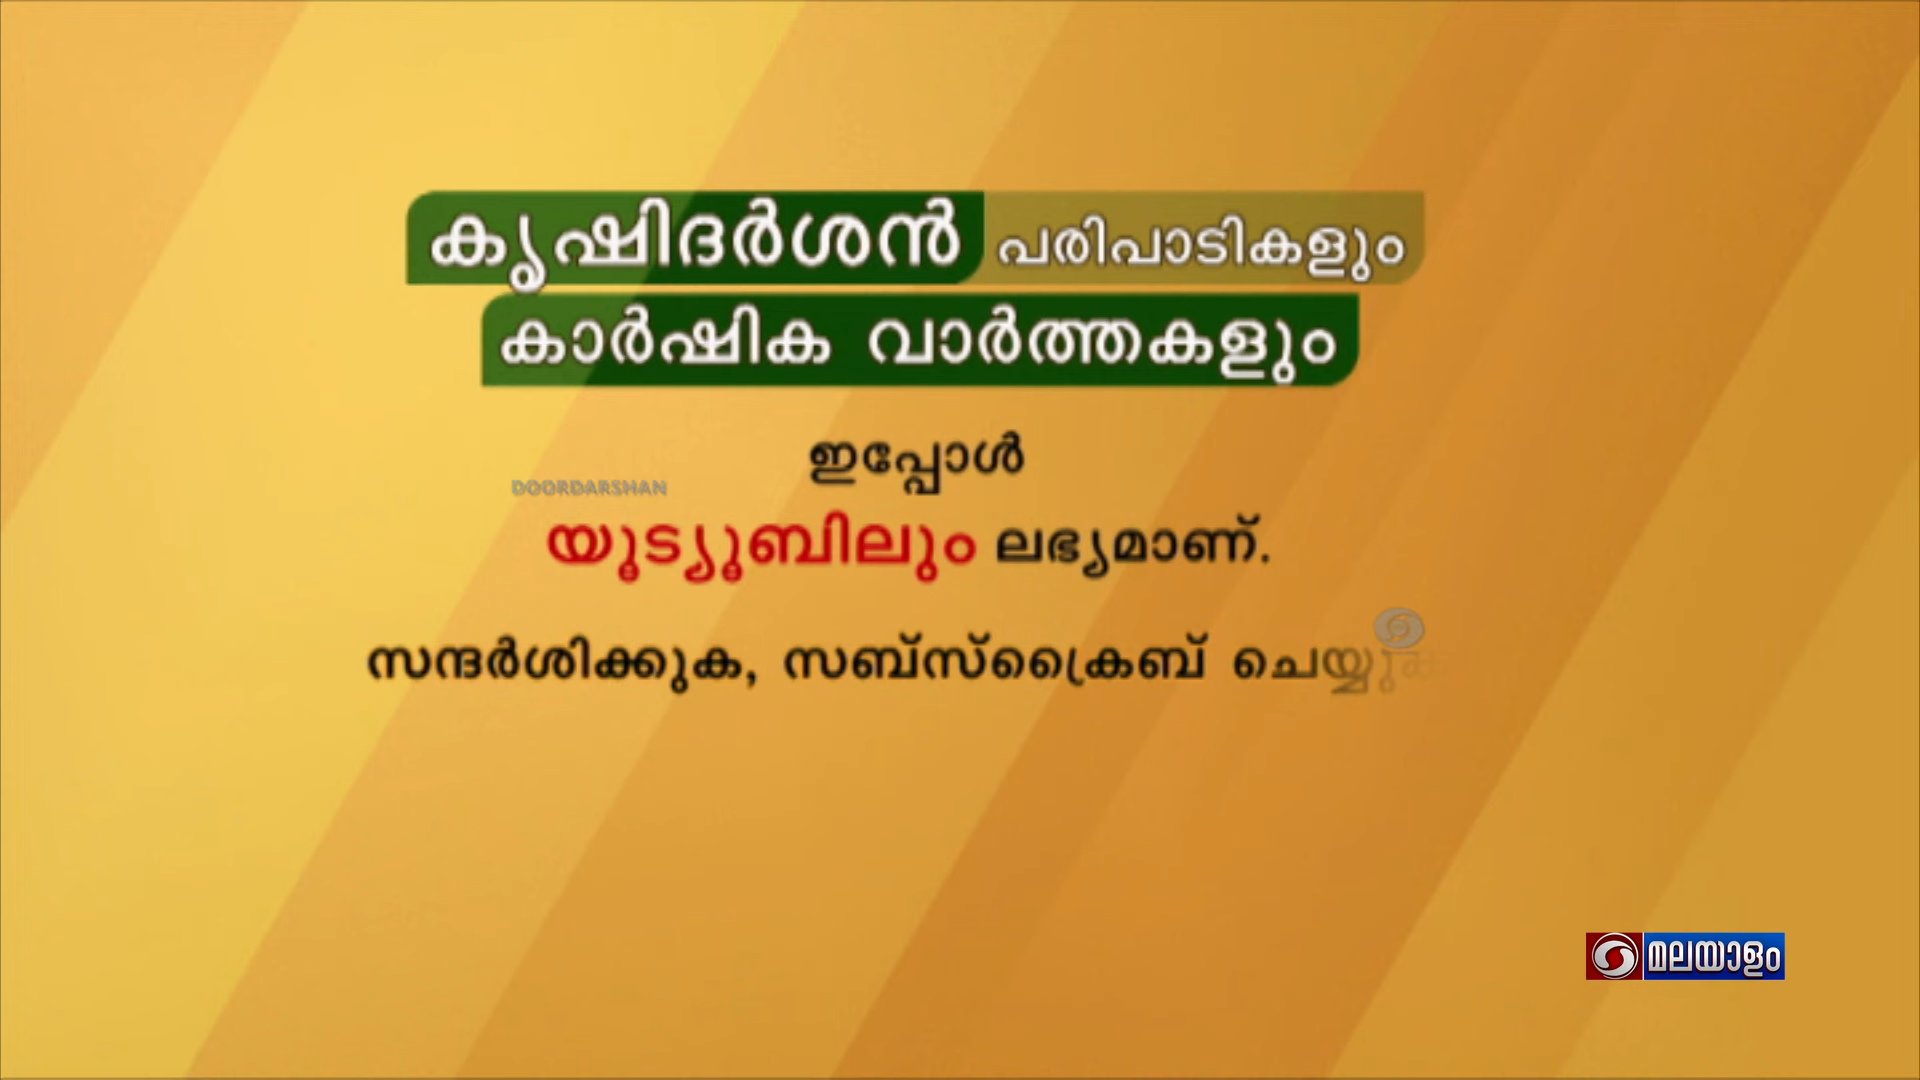 കൃഷിദർശൻ പരിപാടികളും
കാർഷിക വാർത്തകളും
ഇപ്പോൾ
DOORDARSHAN
യൂട്യൂബിലും ലഭ്യമാണ്.
സന്ദർശിക്കുക, സബ്സ്ക്രൈബ് ചെയ്യുക
മലയാളം